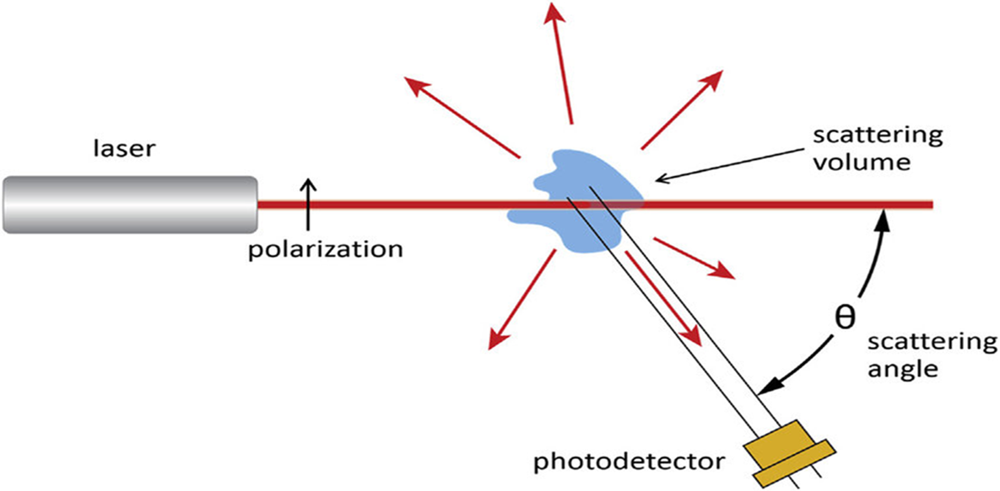 laser
polarization
scattering
volume
θ
scattering
angle
photodetector